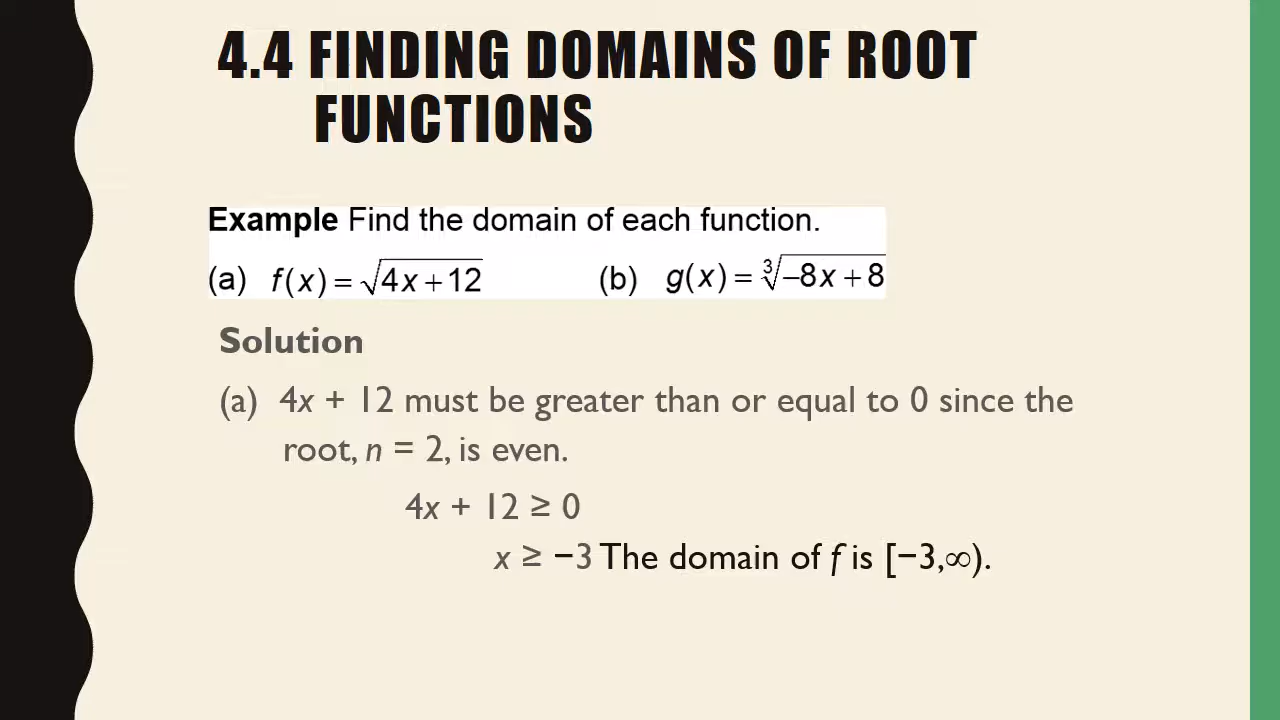 4.4 FINDING DOMAINS OF ROOT
FUNCTIONS
Example Find the domain of each function.
(a) f(x) = √4x + 12 (b) g(x) = ∛−8x + 8
Solution
(a) 4x + 12 must be greater than or equal to 0 since the
root, n = 2, is even.
4x + 12 ≥ 0
x ≥ −3 The domain of f is [−3,∞).